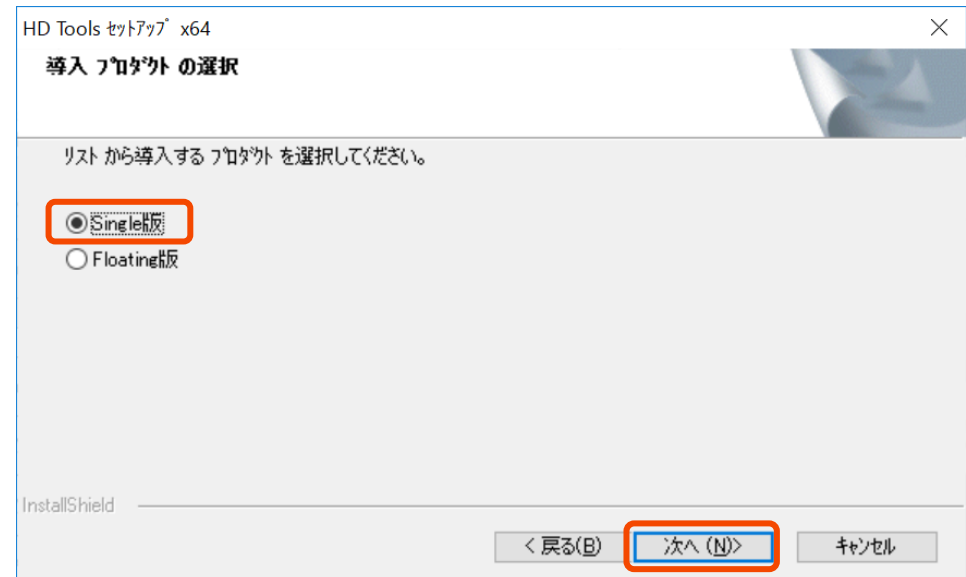 HD Tools ｾｯﾄｱｯﾌﾟ x64
導入 ﾌﾟﾛﾀﾞｸﾄ の選択
リスト から導入する ﾌﾟﾛﾀﾞｸﾄ を選択してください。
Single版
Floating版
InstallShield
< 戻る(B) 次へ (N)> ｷｬﾝｾﾙ